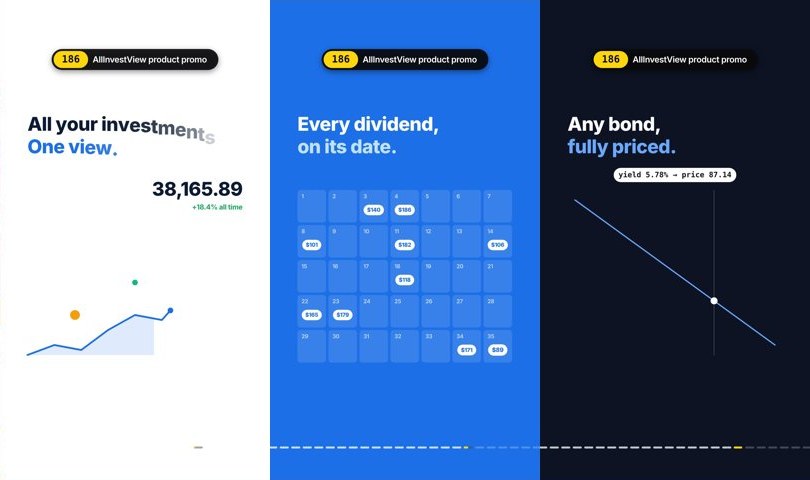 186 AllInvestView product promo
All your investments
One view.
38,165.89
+18.4% all time
186 AllInvestView product promo
Every dividend,
on its date.
1 2 3 4 5 6 7
$140 $186
8 9 10 11 12 13 14
$101 $182 $106
15 16 17 18 19 20 21
$118
22 23 24 25 26 27 28
$165 $179
29 30 31 32 33 34 35
$171 $89
186 AllInvestView product promo
Any bond,
fully priced.
yield 5.78% → price 87.14